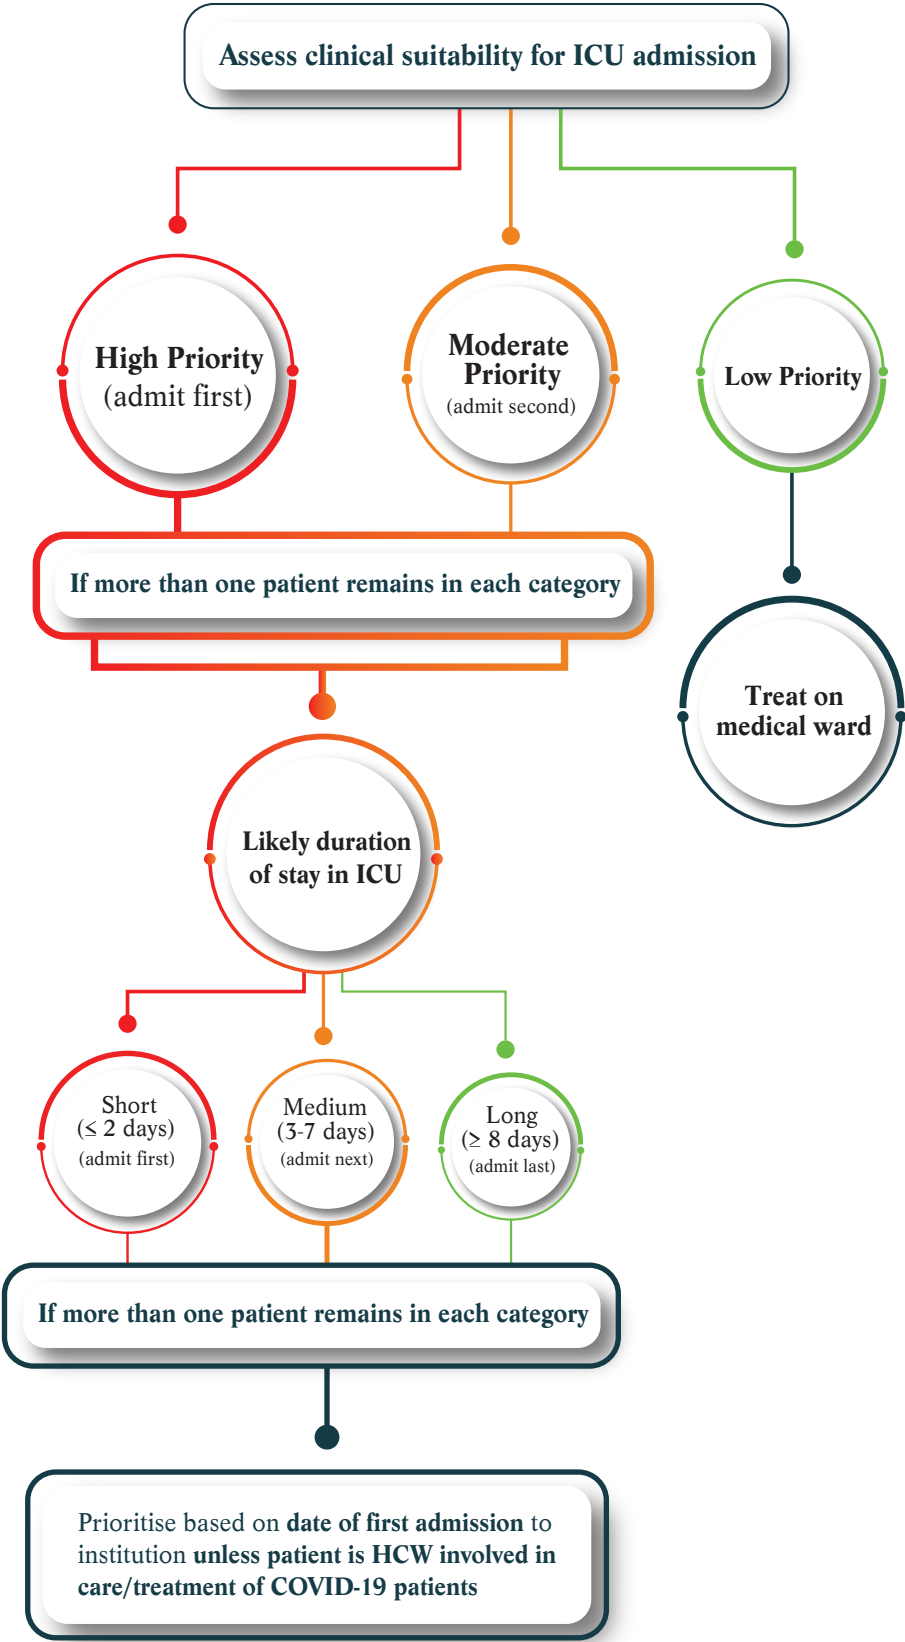 Assess clinical suitability for ICU admission
High Priority
(admit first)
Moderate
Priority
(admit second)
Low Priority
If more than one patient remains in each category
Treat on
medical ward
Likely duration
of stay in ICU
Short
(≤ 2 days)
(admit first)
Medium
(3-7 days)
(admit next)
Long
(≥ 8 days)
(admit last)
If more than one patient remains in each category
Prioritise based on date of first admission to
institution unless patient is HCW involved in
care/treatment of COVID-19 patients